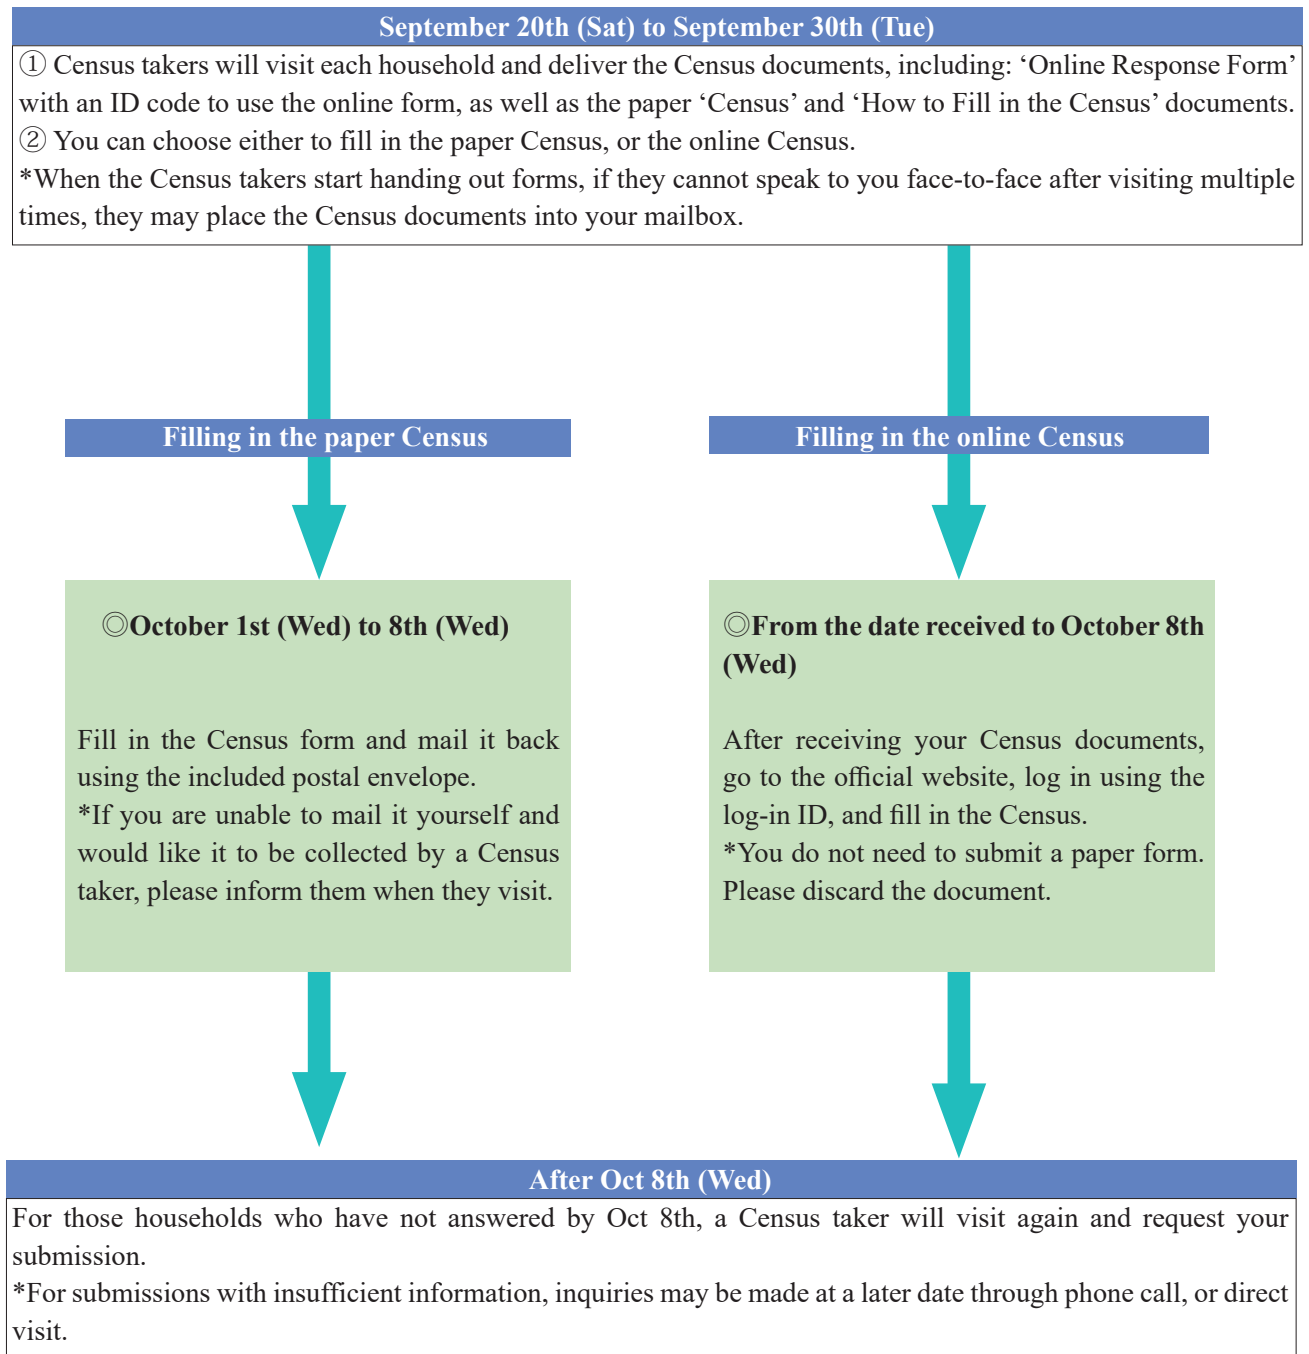 September 20th (Sat) to September 30th (Tue)
① Census takers will visit each household and deliver the Census documents, including: ‘Online Response Form’
with an ID code to use the online form, as well as the paper ‘Census’ and ‘How to Fill in the Census’ documents.
② You can choose either to fill in the paper Census, or the online Census.
*When the Census takers start handing out forms, if they cannot speak to you face-to-face after visiting multiple
times, they may place the Census documents into your mailbox.
Filling in the paper Census
◎October 1st (Wed) to 8th (Wed)
Fill in the Census form and mail it back
using the included postal envelope.
*If you are unable to mail it yourself and
would like it to be collected by a Census
taker, please inform them when they visit.
Filling in the online Census
◎From the date received to October 8th
(Wed)
After receiving your Census documents,
go to the official website, log in using the
log-in ID, and fill in the Census.
*You do not need to submit a paper form.
Please discard the document.
After Oct 8th (Wed)
For those households who have not answered by Oct 8th, a Census taker will visit again and request your
submission.
*For submissions with insufficient information, inquiries may be made at a later date through phone call, or direct
visit.